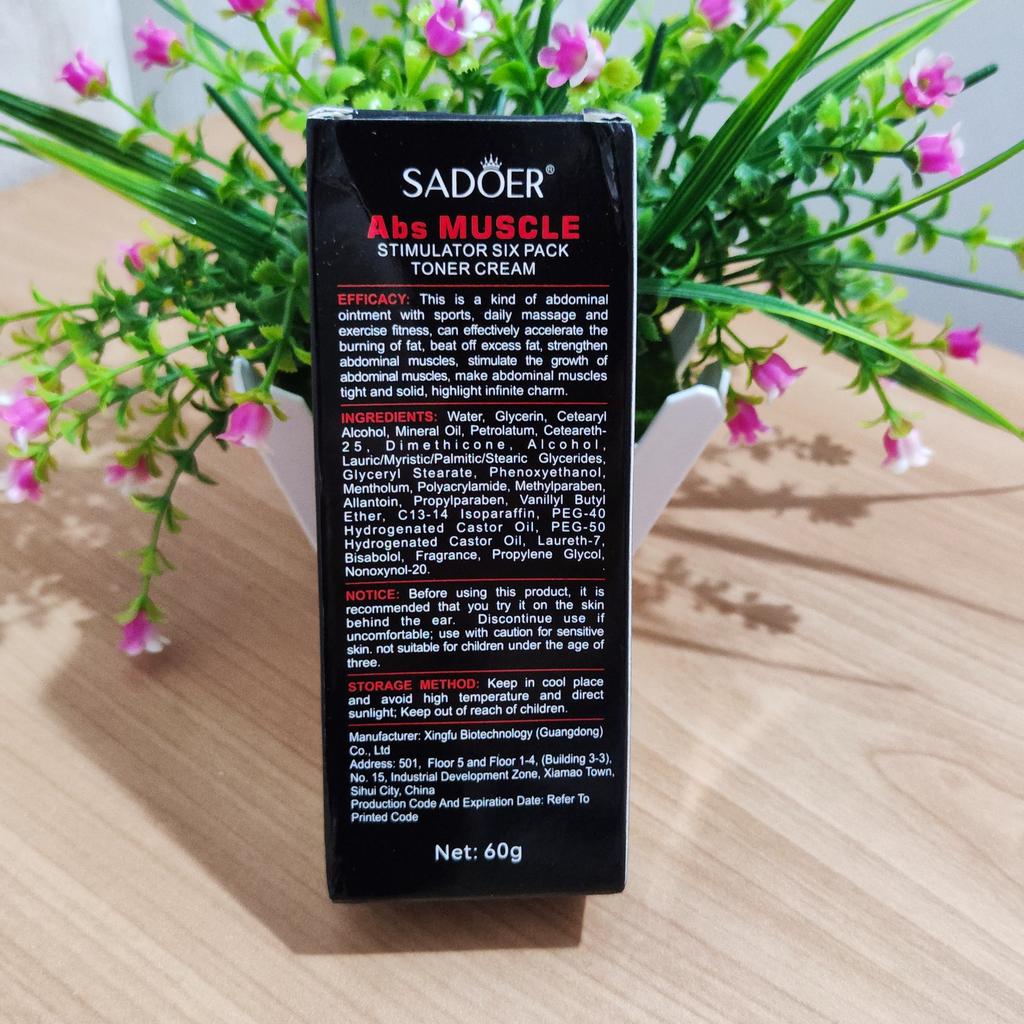 SADOER®
Abs MUSCLE
STIMULATOR SIX PACK
TONER CREAM
EFFICACY: This is a kind of abdominal
ointment with sports, daily massage and
exercise fitness, can effectively accelerate the
burning of fat, beat off excess fat, strengthen
abdominal muscles, stimulate the growth of
abdominal muscles, make abdominal muscles
tight and solid, highlight infinite charm.
INGREDIENTS: Water, Glycerin, Cetearyl
Alcohol, Mineral Oil, Petrolatum, Ceteareth-
25, Dimethicone, Alcohol,
Lauric/Myristic/Palmitic/Stearic Glycerides,
Glyceryl Stearate, Phenoxyethanol,
Mentholum, Polyacrylamide, Methylparaben,
Allantoin, Propylparaben, Vanillyl Butyl
Ether, C13-14 Isoparaffin, PEG-40
Hydrogenated Castor Oil, PEG-50
Hydrogenated Castor Oil, Laureth-7,
Bisabolol, Fragrance, Propylene Glycol,
Nonoxynol-20.
NOTICE: Before using this product, it is
recommended that you try it on the skin
behind the ear. Discontinue use if
uncomfortable; use with caution for sensitive
skin. not suitable for children under the age of
three.
STORAGE METHOD: Keep in cool place
and avoid high temperature and direct
sunlight; Keep out of reach of children.
Manufacturer: Xingfu Biotechnology (Guangdong)
Co., Ltd
Address: 501, Floor 5 and Floor 1-4, (Building 3-3),
No. 15, Industrial Development Zone, Xiamao Town,
Sihui City, China
Production Code And Expiration Date: Refer To
Printed Code
Net: 60g